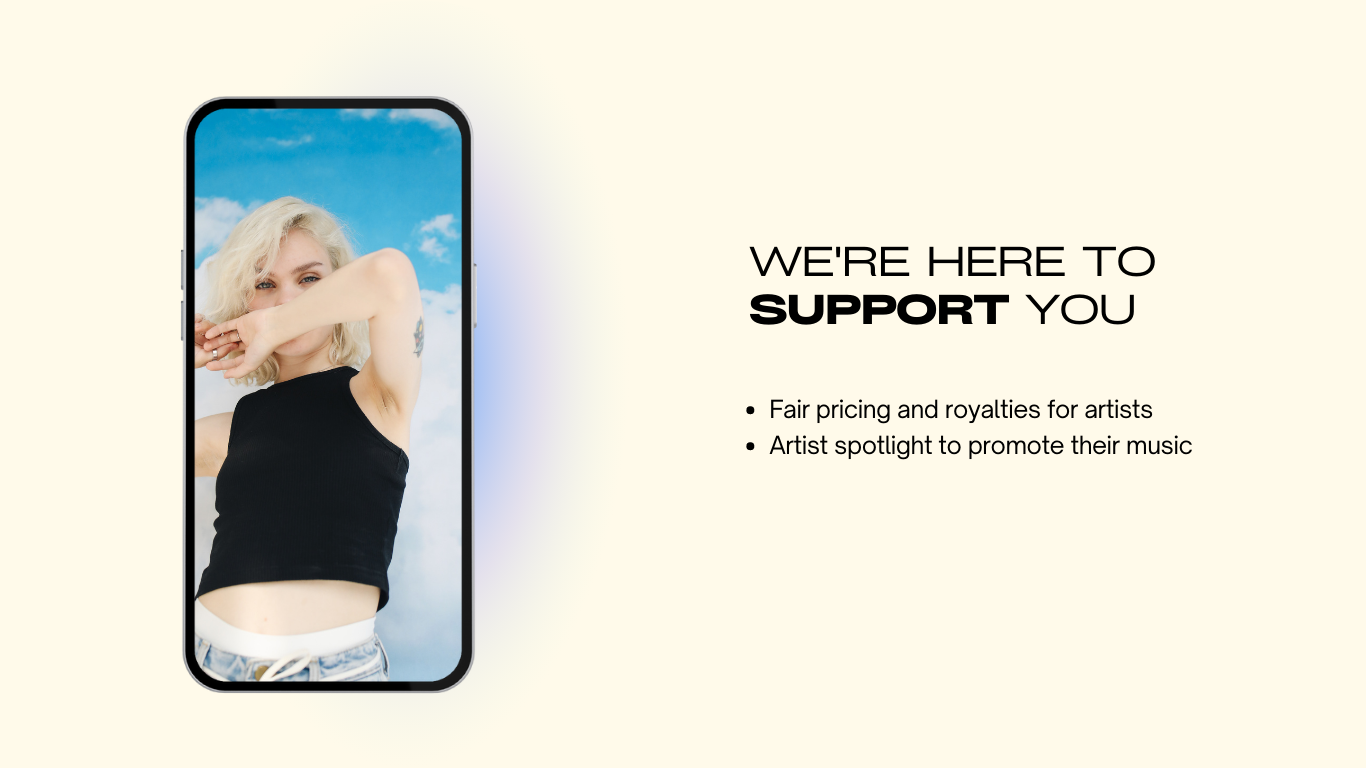 WE'RE HERE TO
SUPPORT YOU
• Fair pricing and royalties for artists
• Artist spotlight to promote their music